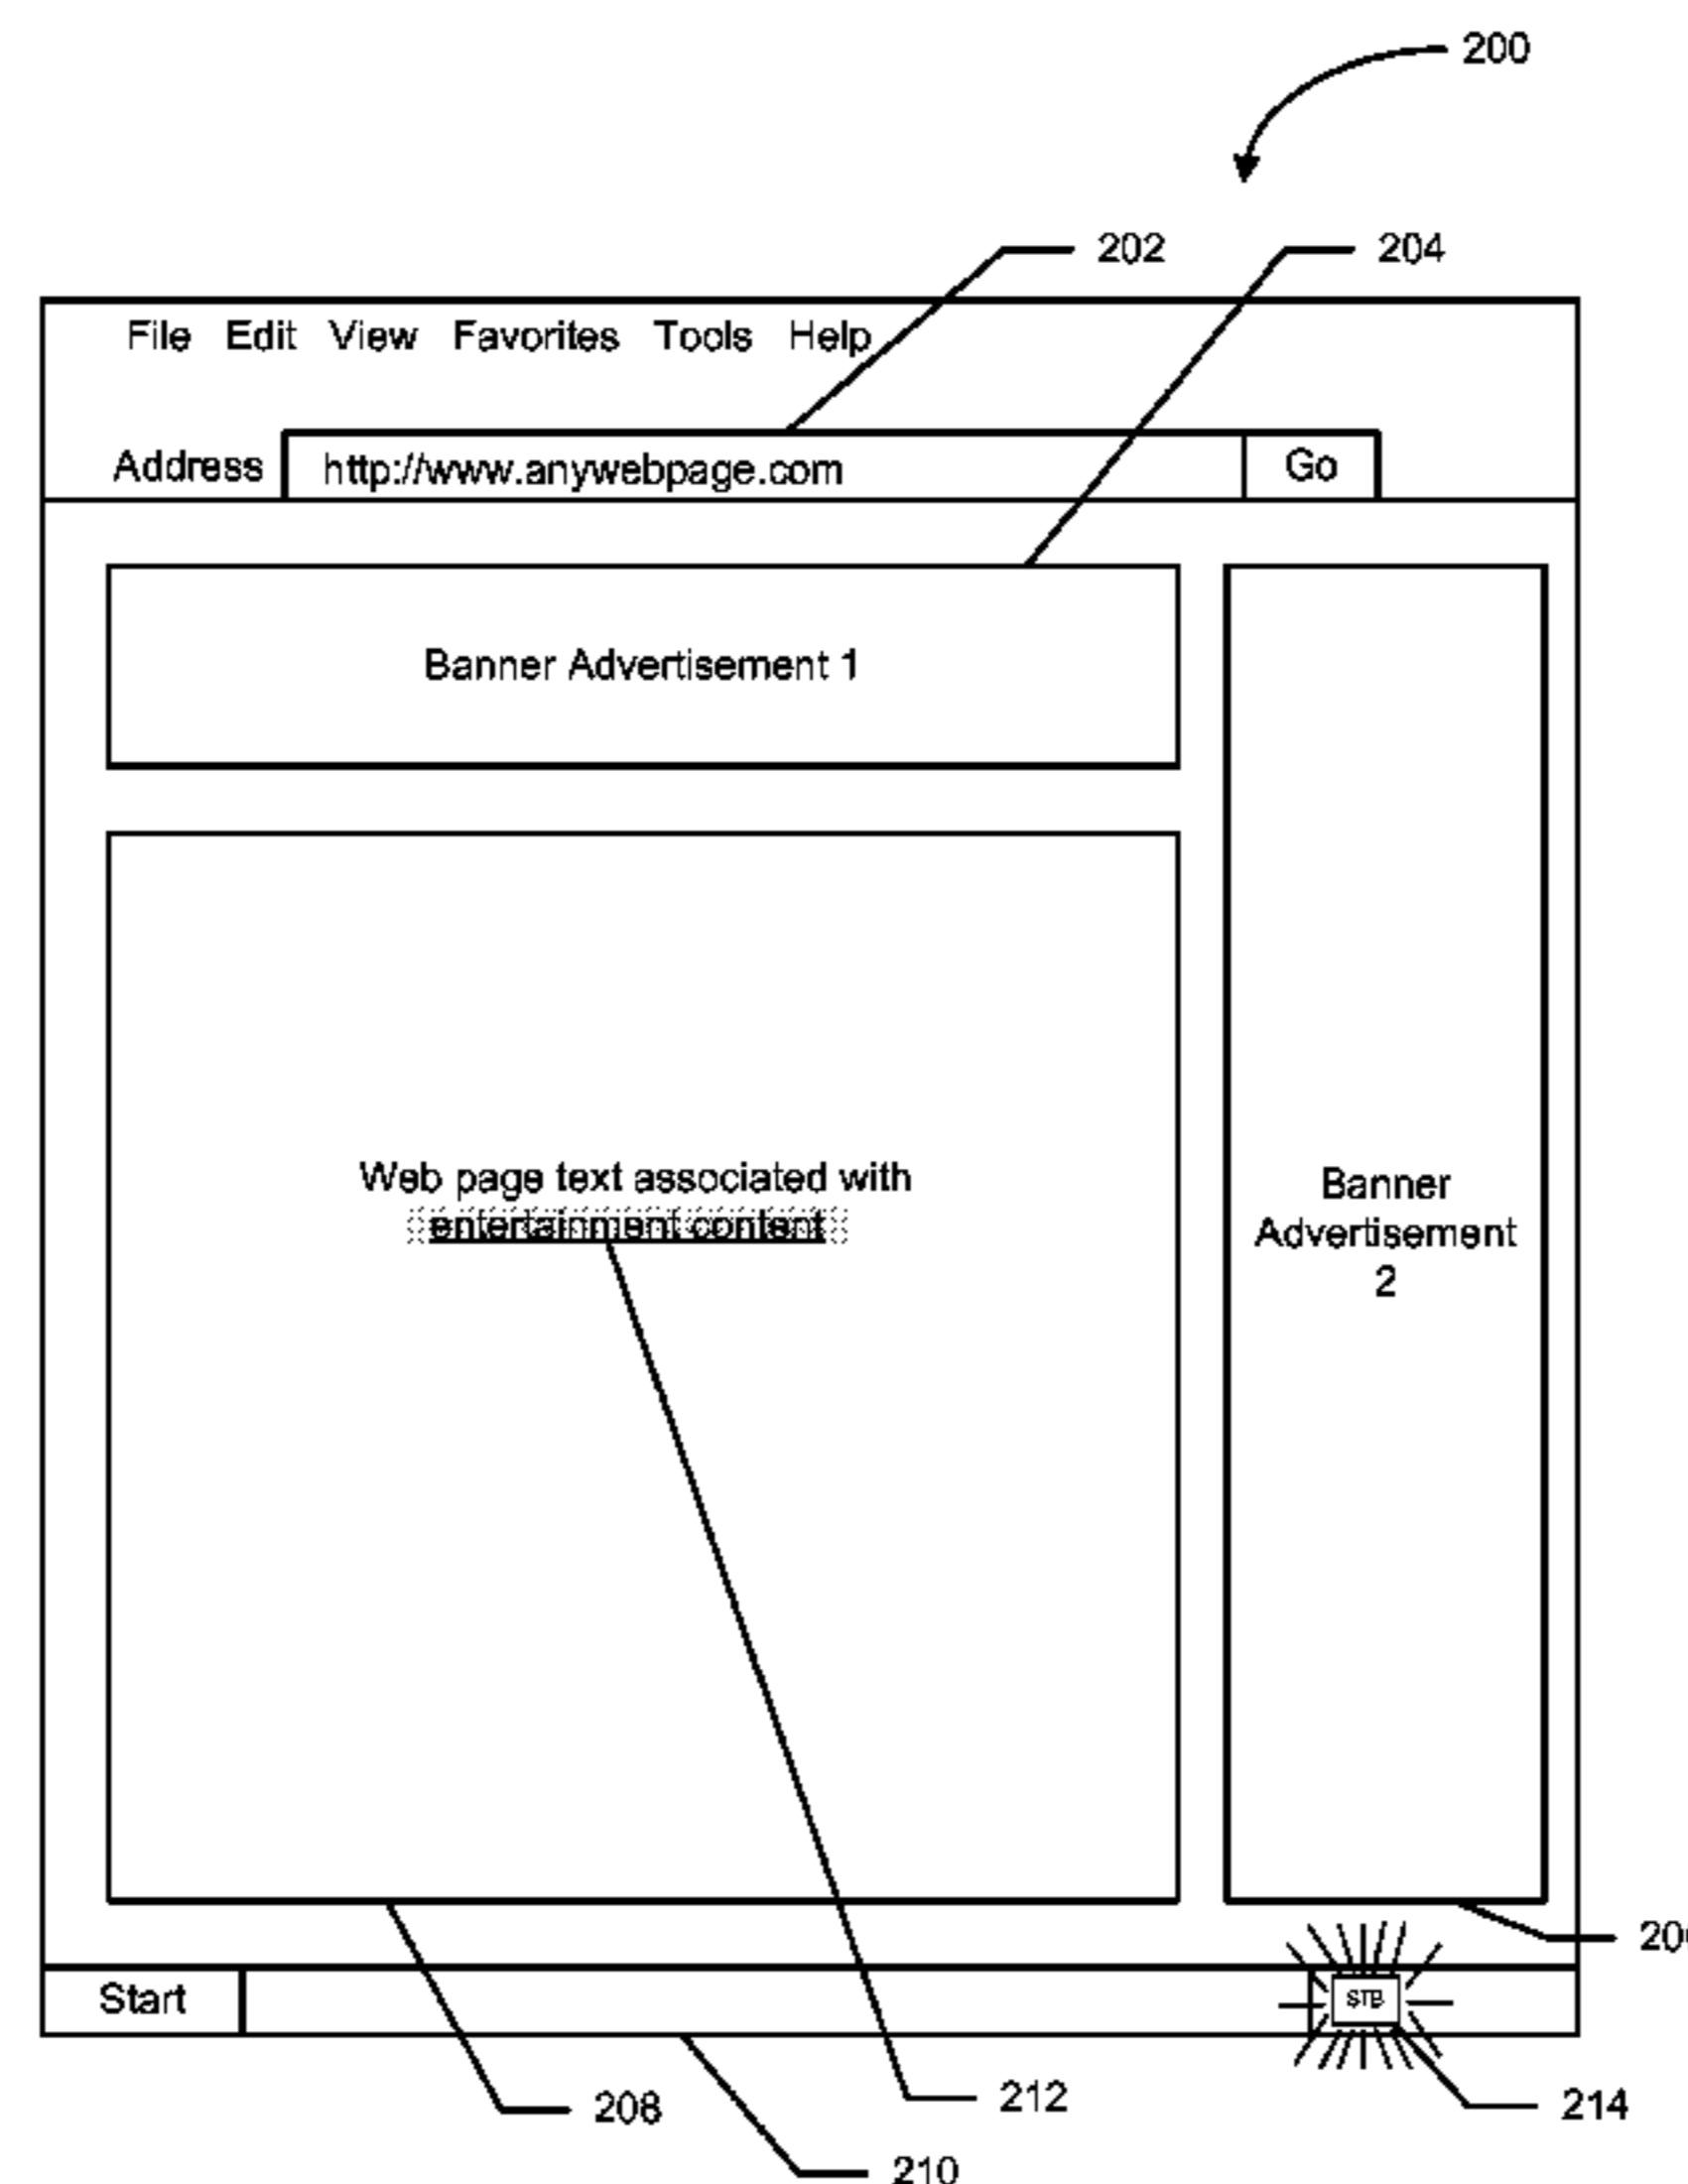 200
202
204
File Edit View Favorites Tools Help
Address http://www.anywebpage.com Go
Banner Advertisement 1
Web page text associated with
entertainment content
Banner
Advertisement
2
Start
STB
208
212
214
210